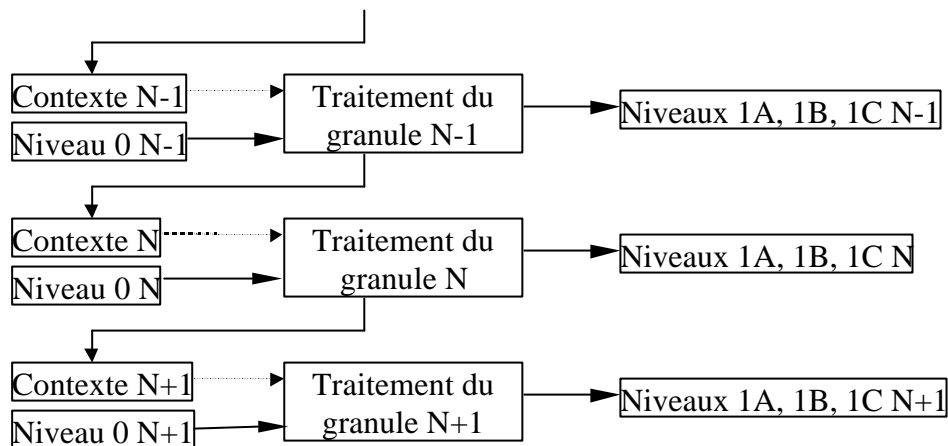 Contexte N-1
Niveau 0 N-1
Traitement du
granule N-1
Niveaux 1A, 1B, 1C N-1
Contexte N
Niveau 0 N
Traitement du
granule N
Niveaux 1A, 1B, 1C N
Contexte N+1
Niveau 0 N+1
Traitement du
granule N+1
Niveaux 1A, 1B, 1C N+1